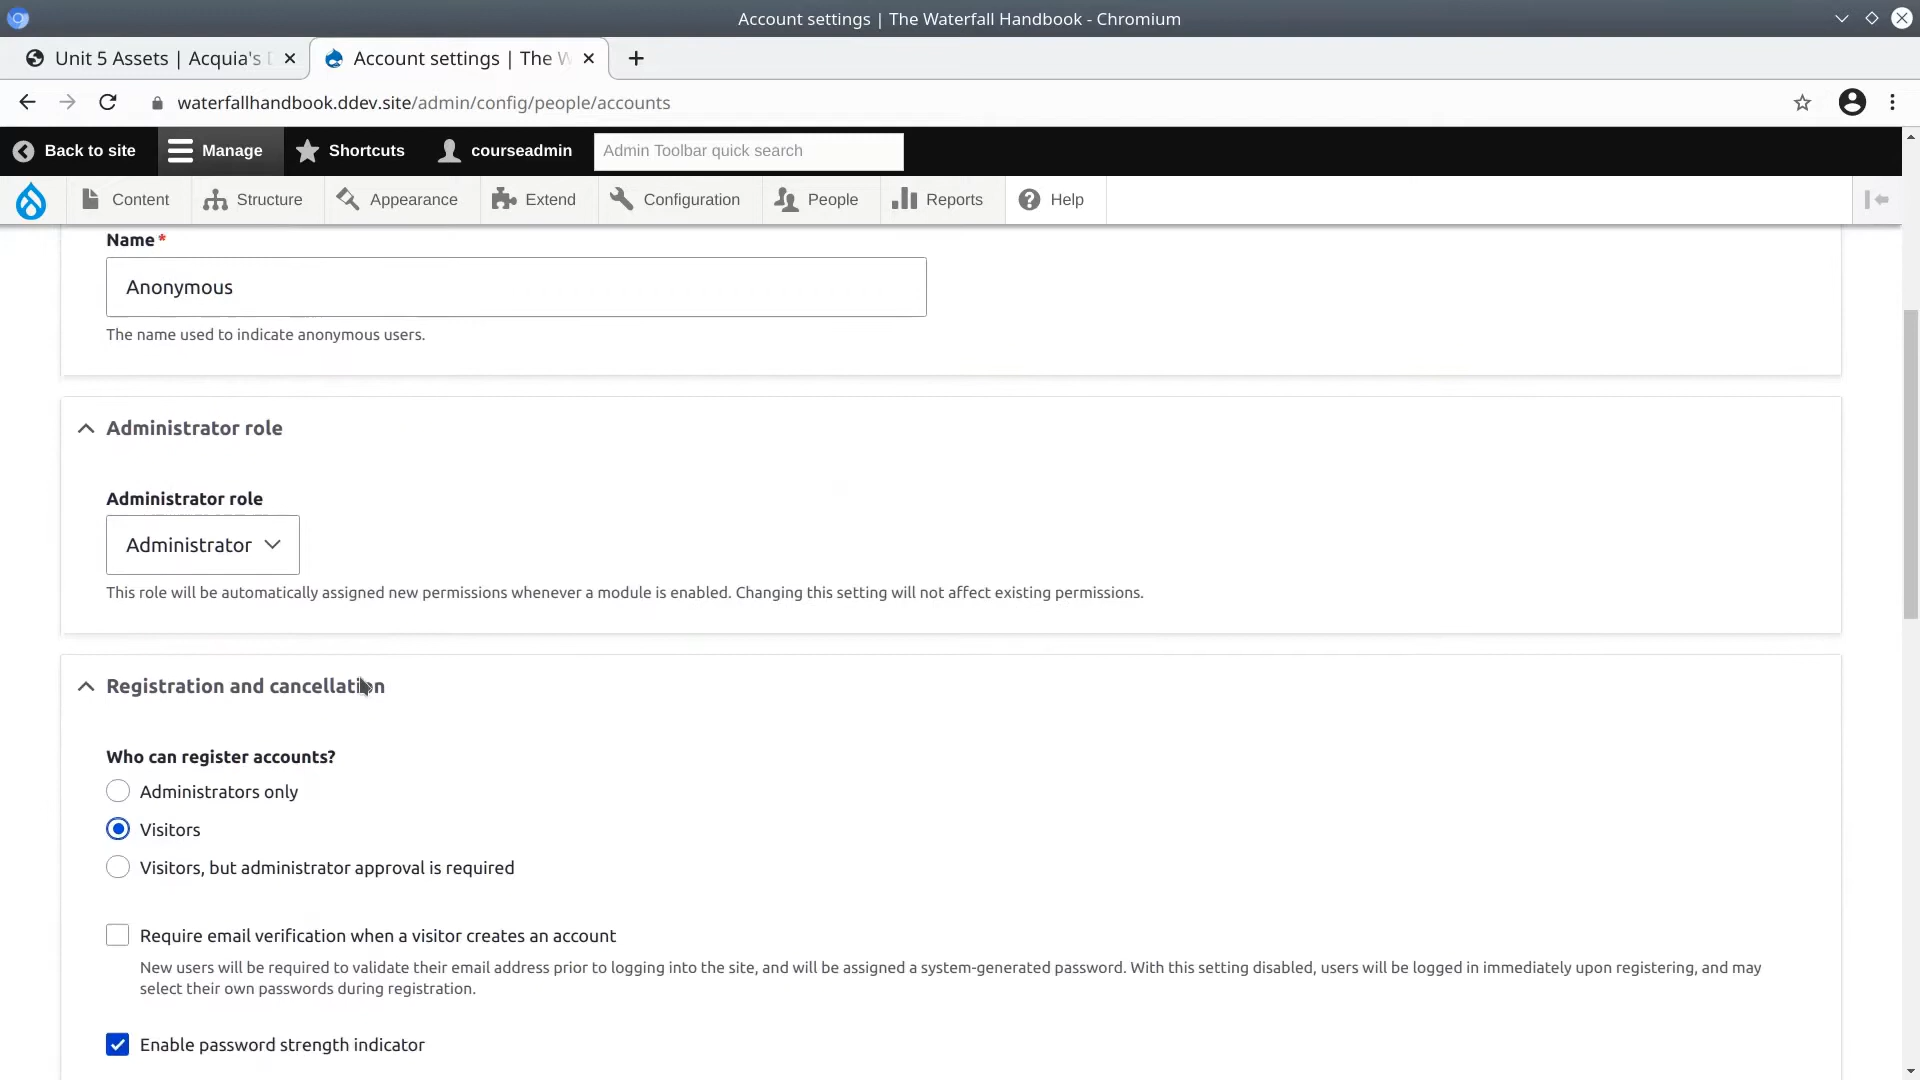 Account settings | The Waterfall Handbook - Chromium
Unit 5 Assets | Acquia's
Account settings | The W
waterfallhandbook.ddev.site/admin/config/people/accounts
Back to site
Manage
Shortcuts
courseadmin
Admin Toolbar quick search
Content
Structure
Appearance
Extend
Configuration
People
Reports
Help
Name*
Anonymous
The name used to indicate anonymous users.
Administrator role
Administrator role
Administrator
This role will be automatically assigned new permissions whenever a module is enabled. Changing this setting will not affect existing permissions.
Registration and cancellation
Who can register accounts?
Administrators only
Visitors
Visitors, but administrator approval is required
Require email verification when a visitor creates an account
New users will be required to validate their email address prior to logging into the site, and will be assigned a system-generated password. With this setting disabled, users will be logged in immediately upon registering, and may
select their own passwords during registration.
Enable password strength indicator